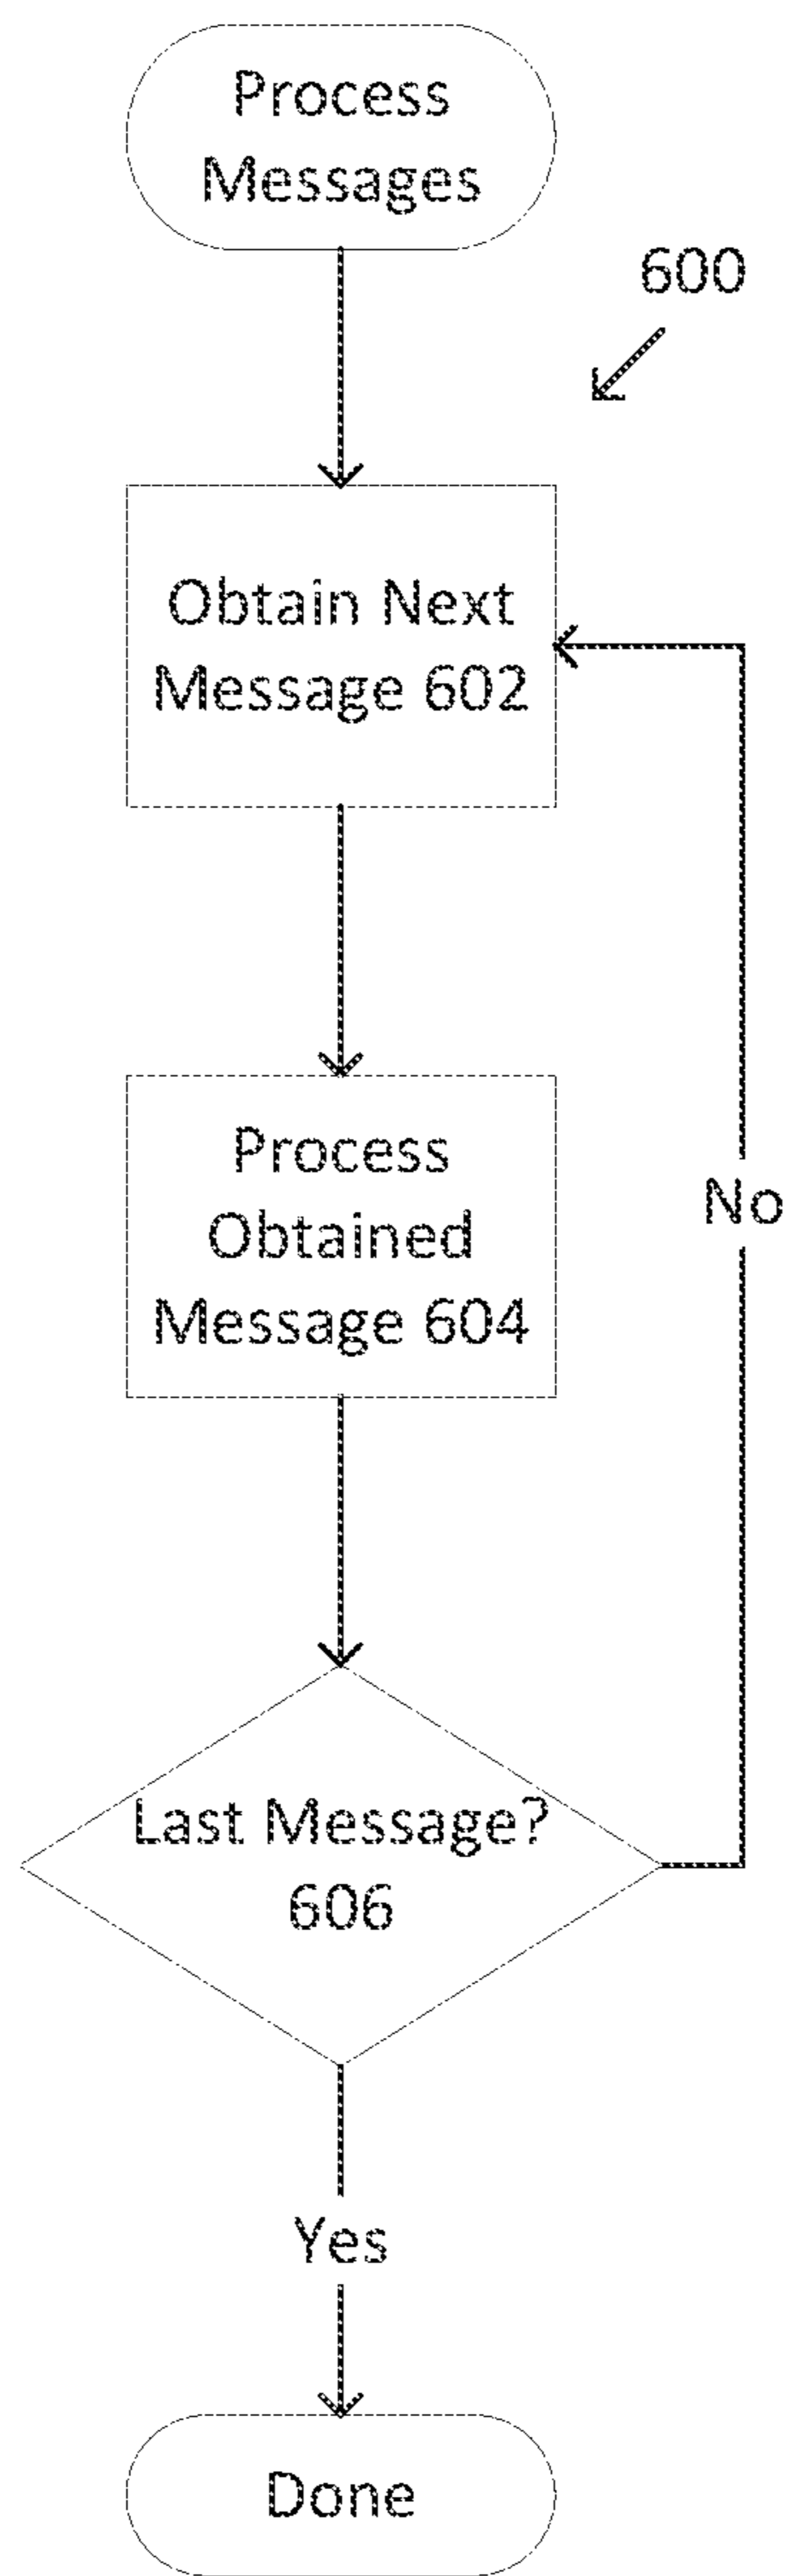 Process
Messages
600
Obtain Next
Message 602
Process
Obtained
Message 604
No
Last Message?
606
Yes
Done